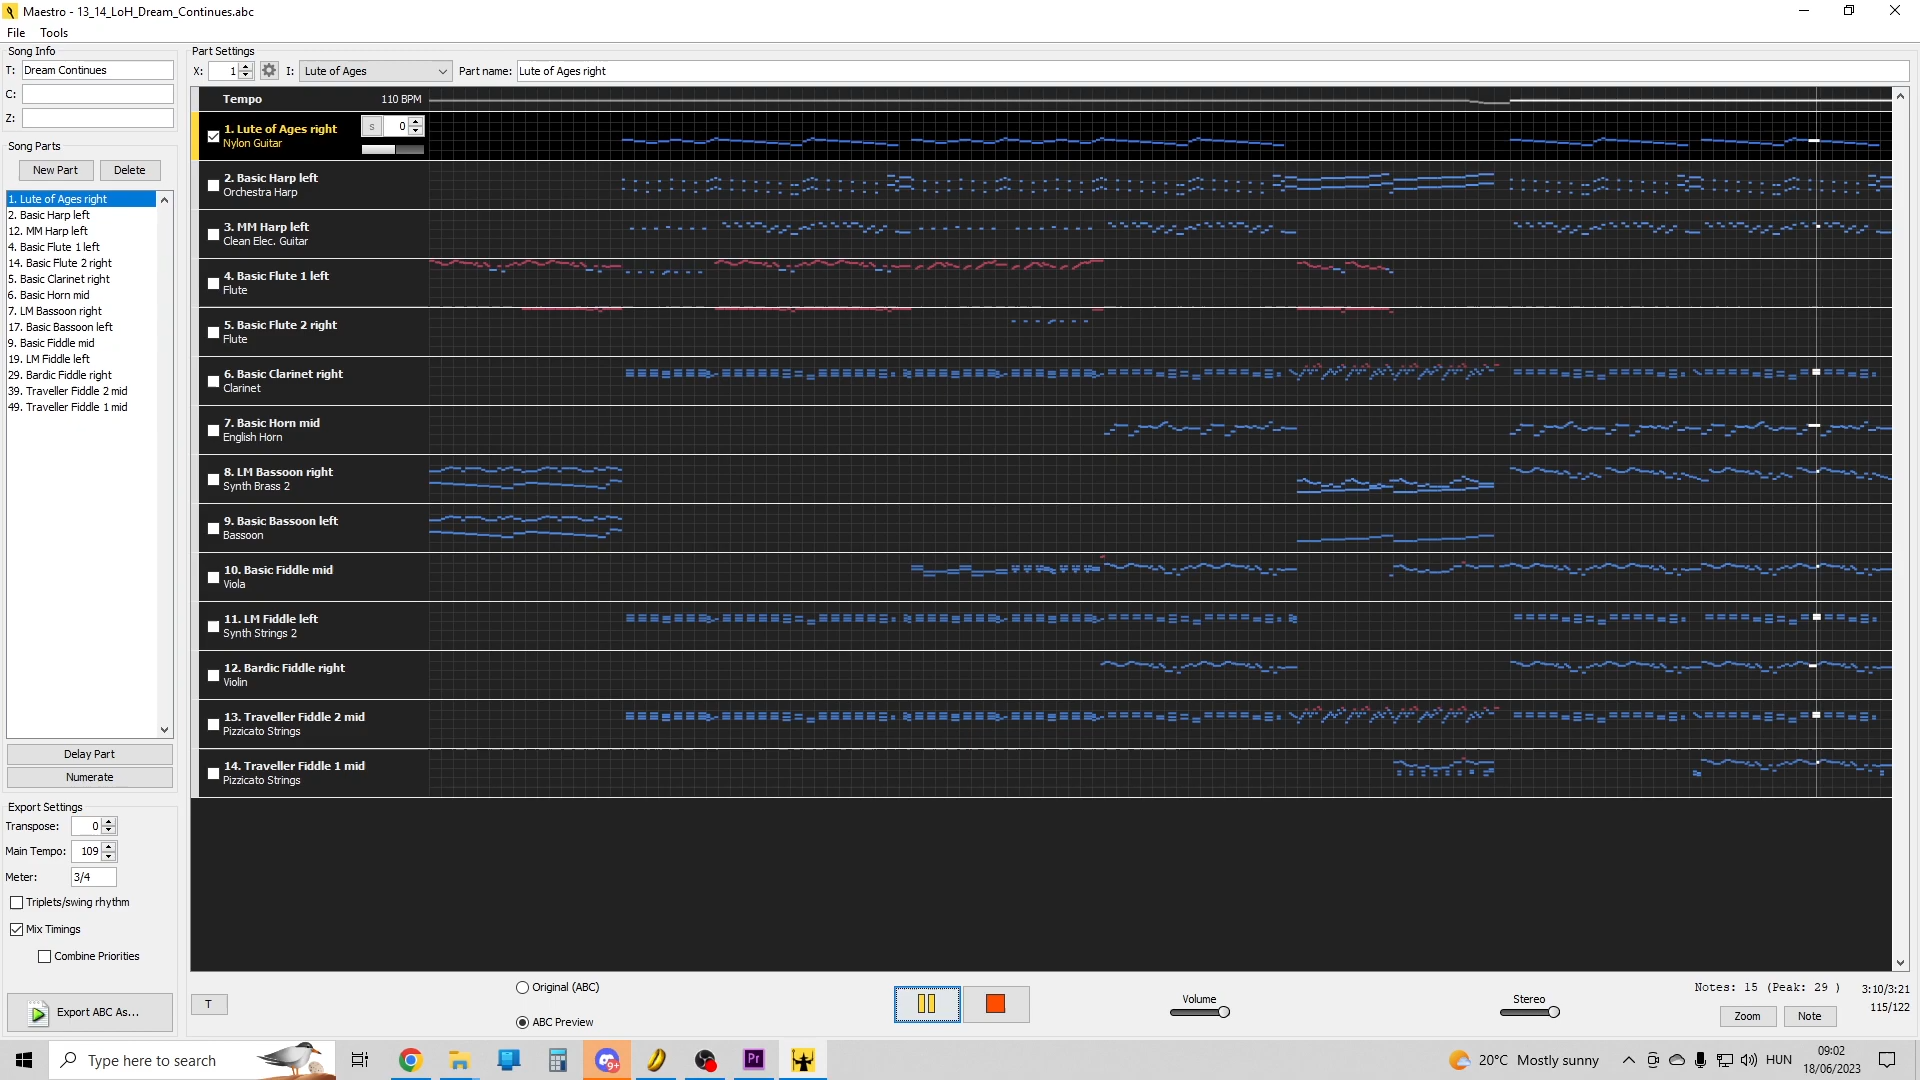 Maestro - 13_14_LoH_Dream_Continues.abc
File Tools
Song Info
T: Dream Continues
C:
Z:
Song Parts
New Part Delete
1. Lute of Ages right
2. Basic Harp left
12. MM Harp left
4. Basic Flute 1 left
14. Basic Flute 2 right
5. Basic Clarinet right
6. Basic Horn mid
7. LM Bassoon right
17. Basic Bassoon left
9. Basic Fiddle mid
19. LM Fiddle left
29. Bardic Fiddle right
39. Traveller Fiddle 2 mid
49. Traveller Fiddle 1 mid
Delay Part
Numerate
Export Settings
Transpose: 0
Main Tempo: 109
Meter: 3/4
Triplets/swing rhythm
Mix Timings
Combine Priorities
Export ABC As...
Part Settings
X: 1 I: Lute of Ages Part name: Lute of Ages right
Tempo 110 BPM
1. Lute of Ages right s 0
Nylon Guitar
2. Basic Harp left
Orchestra Harp
3. MM Harp left
Clean Elec. Guitar
4. Basic Flute 1 left
Flute
5. Basic Flute 2 right
Flute
6. Basic Clarinet right
Clarinet
7. Basic Horn mid
English Horn
8. LM Bassoon right
Synth Brass 2
9. Basic Bassoon left
Bassoon
10. Basic Fiddle mid
Viola
11. LM Fiddle left
Synth Strings 2
12. Bardic Fiddle right
Violin
13. Traveller Fiddle 2 mid
Pizzicato Strings
14. Traveller Fiddle 1 mid
Pizzicato Strings
T
Original (ABC)
ABC Preview
Volume
Stereo
Notes: 15 (Peak: 29 )
3:10/3:21
115/122
Zoom Note
Type here to search
9+
Pr
20°C Mostly sunny
HUN
09:02
18/06/2023